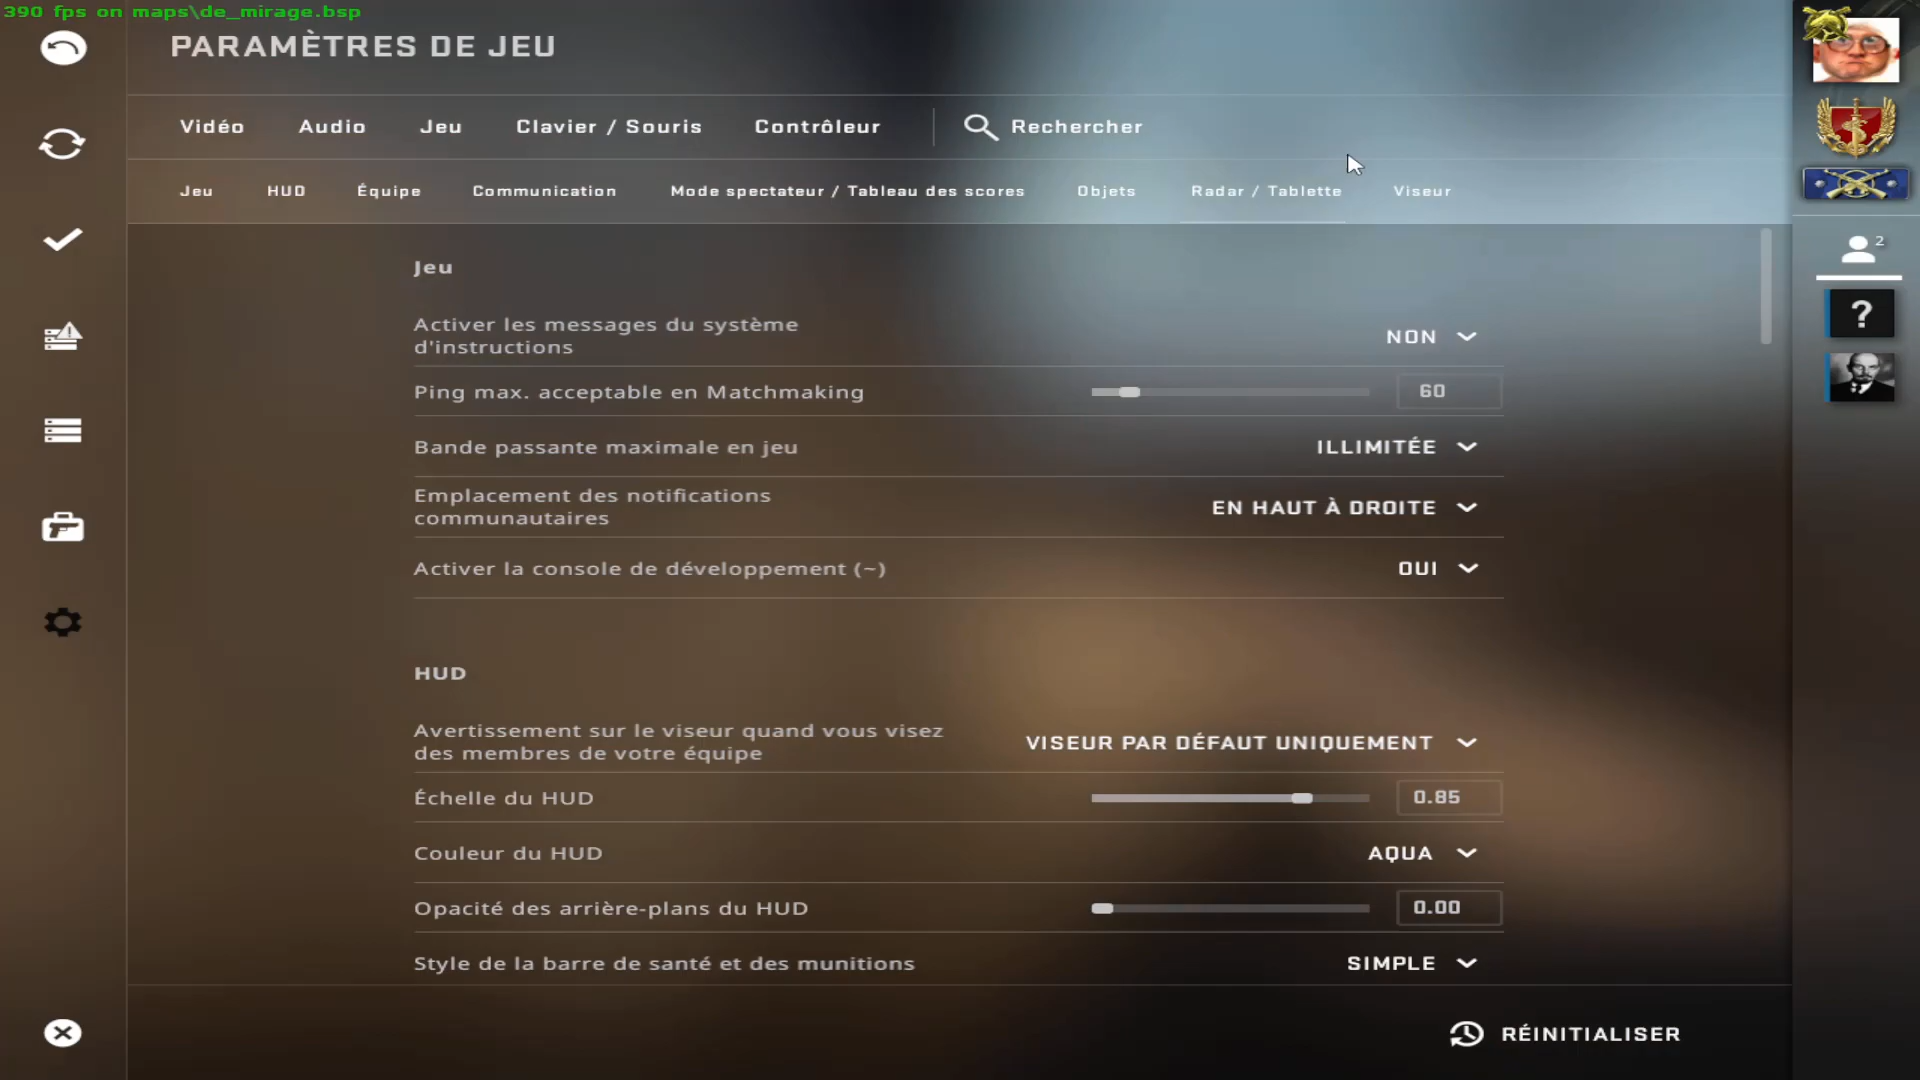 390 fps on maps\de_mirage.bsp
PARAMÈTRES DE JEU
Vidéo Audio Jeu Clavier / Souris Contrôleur Rechercher
Jeu HUD Équipe Communication Mode spectateur / Tableau des scores Objets Radar / Tablette Viseur
2
?
Jeu
Activer les messages du système
d'instructions
NON
Ping max. acceptable en Matchmaking 60
Bande passante maximale en jeu ILLIMITÉE
Emplacement des notifications
communautaires
EN HAUT À DROITE
Activer la console de développement (~) OUI
HUD
Avertissement sur le viseur quand vous visez
des membres de votre équipe
VISEUR PAR DÉFAUT UNIQUEMENT
Échelle du HUD 0.85
Couleur du HUD AQUA
Opacité des arrière-plans du HUD 0.00
Style de la barre de santé et des munitions SIMPLE
RÉINITIALISER